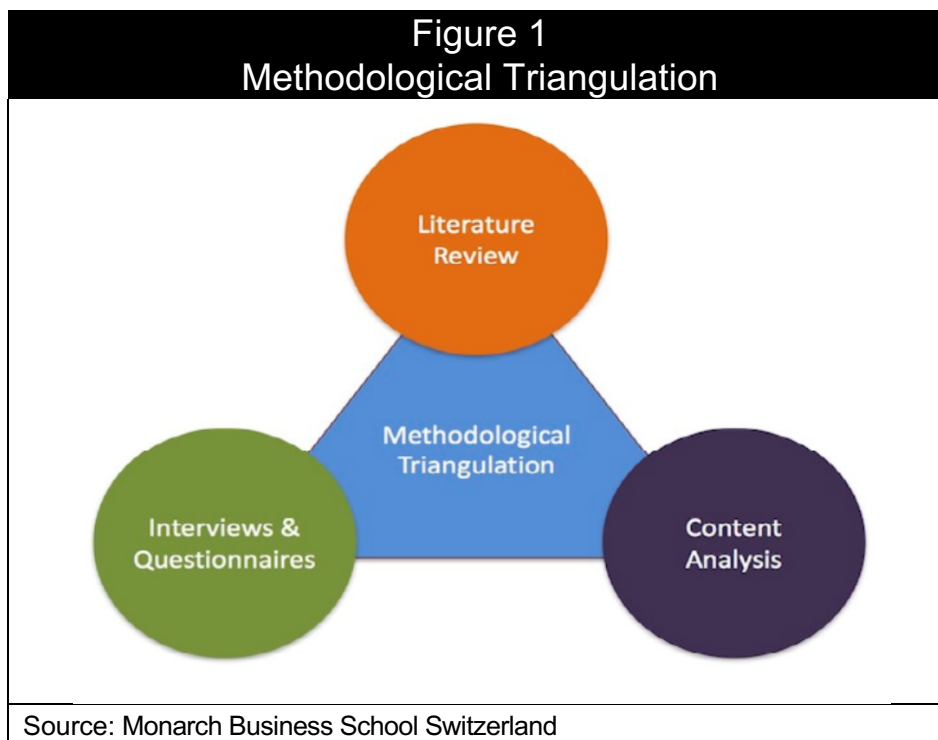 Figure 1
Methodological Triangulation
Literature
Review
Methodological
Triangulation
Interviews &
Questionnaires
Content
Analysis
Source: Monarch Business School Switzerland